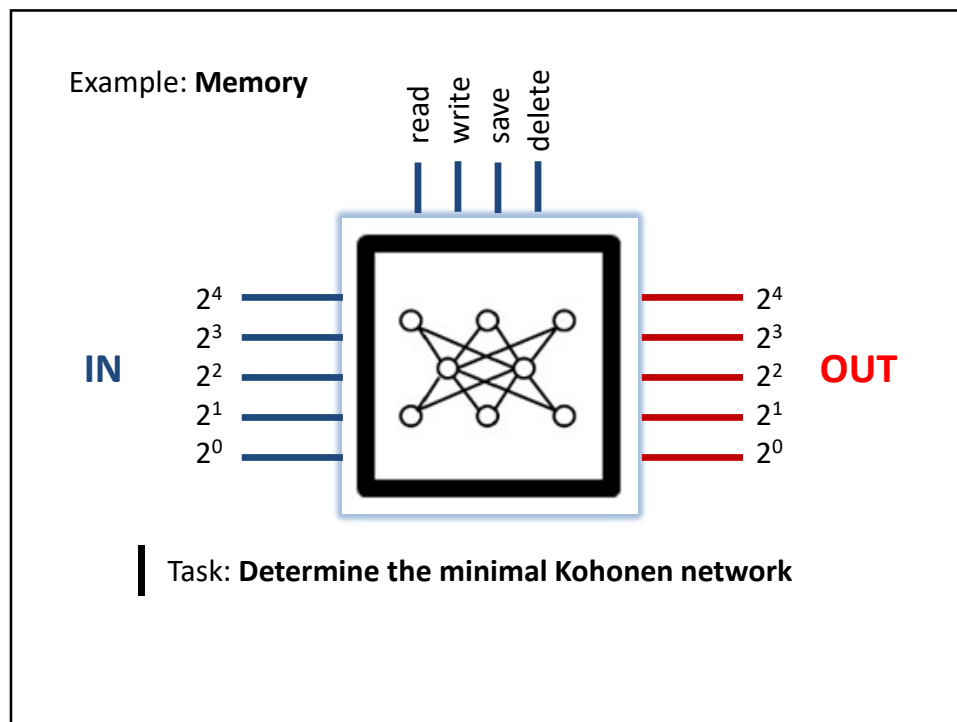 Example: Memory
read
write
save
delete
IN
2⁴
2³
2²
2¹
2⁰
2⁴
2³
2²
2¹
2⁰
OUT
Task: Determine the minimal Kohonen network